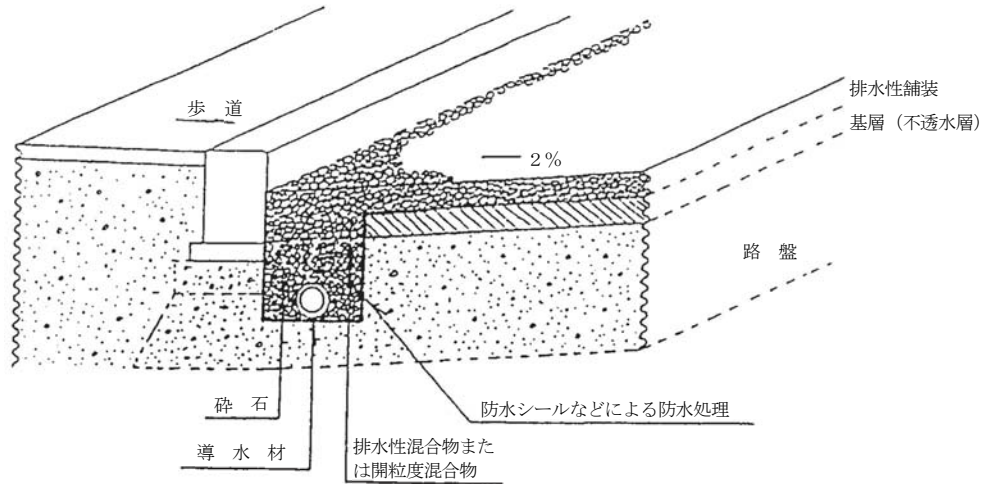 歩道
排水性舗装
基層（不透水層）
2％
路盤
砕石
防水シールなどによる防水処理
導水材
排水性混合物また
は開粒度混合物